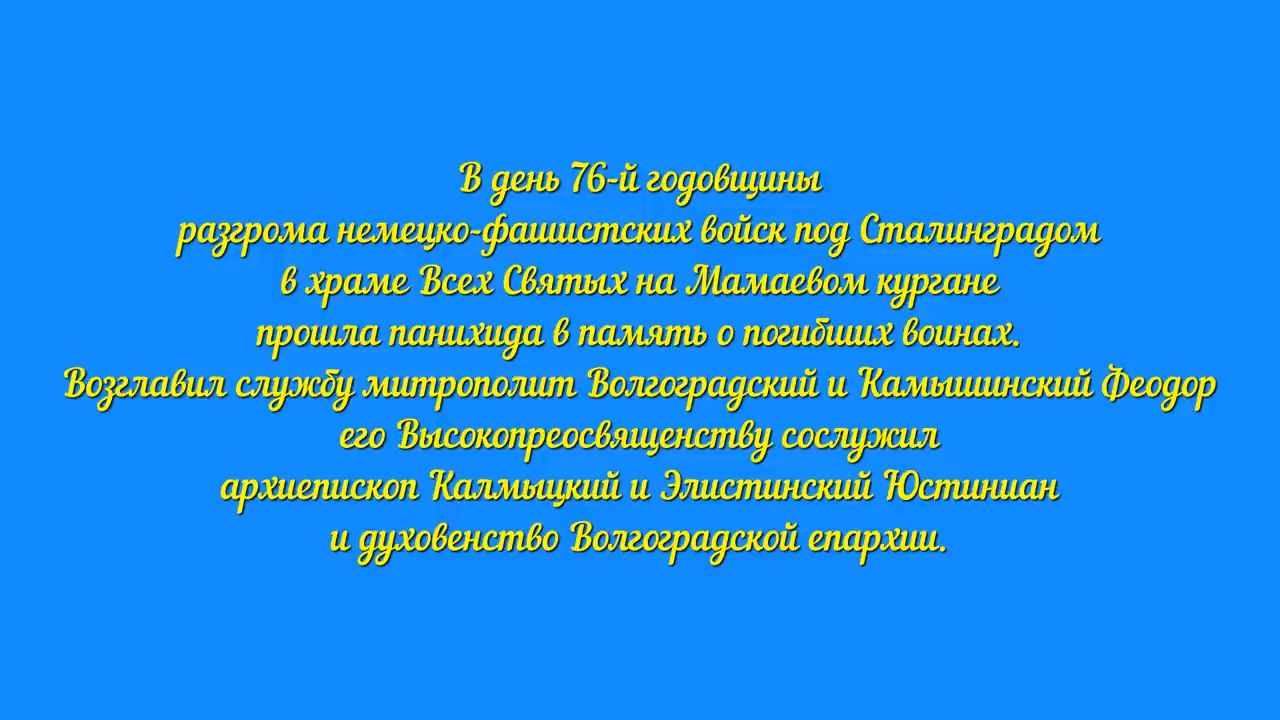 В день 76-й годовщины
разгрома немецко-фашистских войск под Сталинградом
в храме Всех Святых на Мамаевом кургане
прошла панихида в память о погибших воинах.
Возглавил службу митрополит Волгоградский и Камышинский Феодор
его Высокопреосвященству сослужил
архиепископ Калмыцкий и Элистинский Юстиниан
и духовенство Волгоградской епархии.